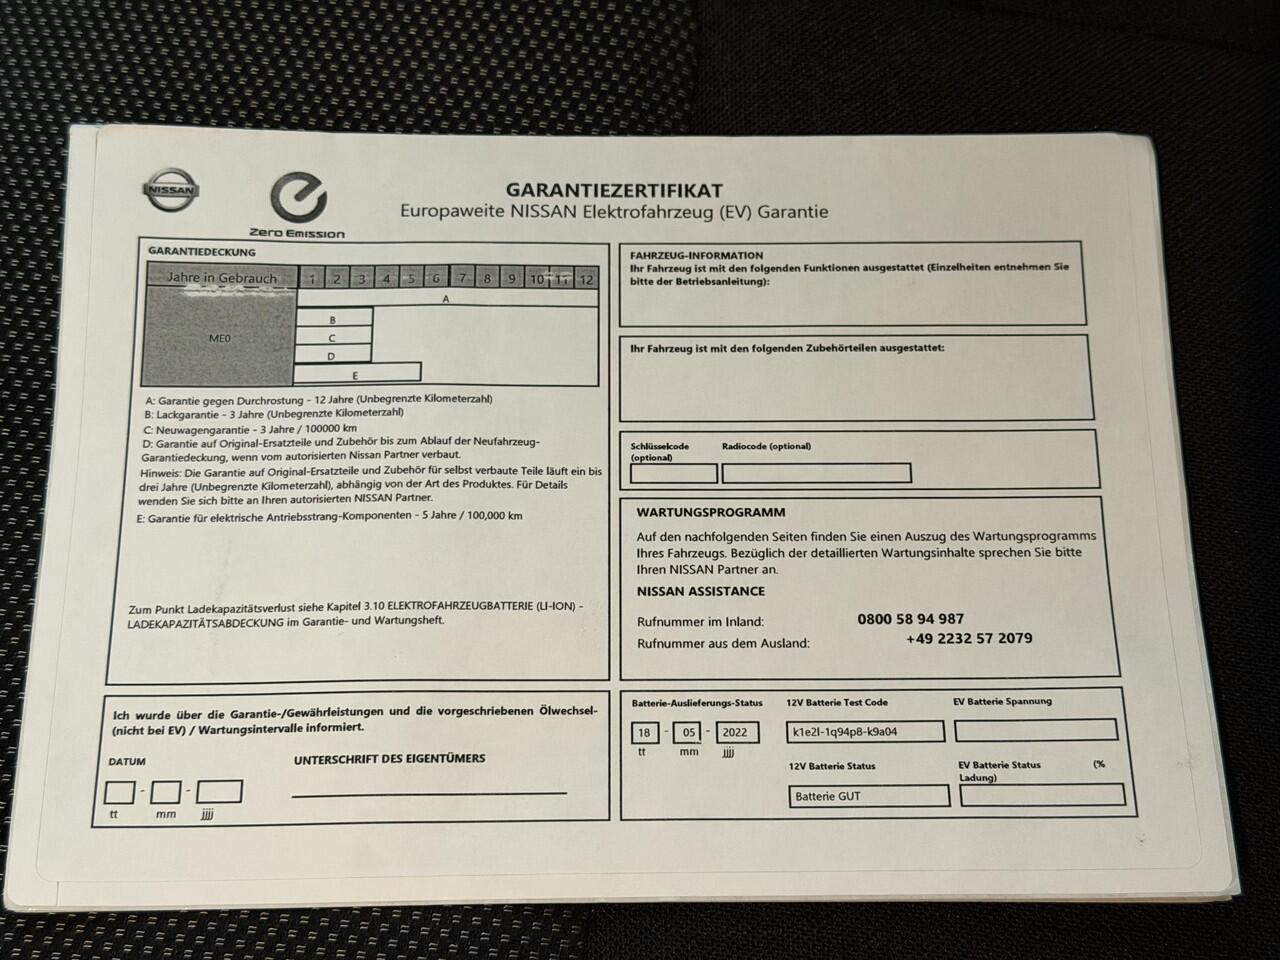 NISSAN
Zero Emission
GARANTIEZERTIFIKAT
Europaweite NISSAN Elektrofahrzeug (EV) Garantie
GARANTIEDECKUNG
Jahre in Gebrauch 1 2 3 4 5 6 7 8 9 10 11 12
A
ME0
B
C
D
E
A: Garantie gegen Durchrostung - 12 Jahre (Unbegrenzte Kilometerzahl)
B: Lackgarantie - 3 Jahre (Unbegrenzte Kilometerzahl)
C: Neuwagengarantie - 3 Jahre / 100000 km
D: Garantie auf Original-Ersatzteile und Zubehör bis zum Ablauf der Neufahrzeug-
Garantiedeckung, wenn vom autorisierten Nissan Partner verbaut.
Hinweis: Die Garantie auf Original-Ersatzteile und Zubehör für selbst verbaute Teile läuft ein bis
drei Jahre (Unbegrenzte Kilometerzahl), abhängig von der Art des Produktes. Für Details
wenden Sie sich bitte an Ihren autorisierten NISSAN Partner.
E: Garantie für elektrische Antriebsstrang-Komponenten - 5 Jahre / 100,000 km
Zum Punkt Ladekapazitätsverlust siehe Kapitel 3.10 ELEKTROFAHRZEUGBATTERIE (LI-ION) -
LADEKAPAZITÄTSABDECKUNG im Garantie- und Wartungsheft.
Ich wurde über die Garantie-/Gewährleistungen und die vorgeschriebenen Ölwechsel-
(nicht bei EV) / Wartungsintervalle informiert.
DATUM
UNTERSCHRIFT DES EIGENTÜMERS
- -
tt mm jjjj
FAHRZEUG-INFORMATION
Ihr Fahrzeug ist mit den folgenden Funktionen ausgestattet (Einzelheiten entnehmen Sie
bitte der Betriebsanleitung):
Ihr Fahrzeug ist mit den folgenden Zubehörteilen ausgestattet:
Schlüsselcode
(optional)
Radiocode (optional)
WARTUNGSPROGRAMM
Auf den nachfolgenden Seiten finden Sie einen Auszug des Wartungsprogramms
Ihres Fahrzeugs. Bezüglich der detaillierten Wartungsinhalte sprechen Sie bitte
Ihren NISSAN Partner an.
NISSAN ASSISTANCE
Rufnummer im Inland: 0800 58 94 987
Rufnummer aus dem Ausland: +49 2232 57 2079
Batterie-Auslieferungs-Status
18 - 05 - 2022
tt mm jjjj
12V Batterie Test Code
k1e2l-1q94p8-k9a04
EV Batterie Spannung
12V Batterie Status
Batterie GUT
EV Batterie Status (%
Ladung)